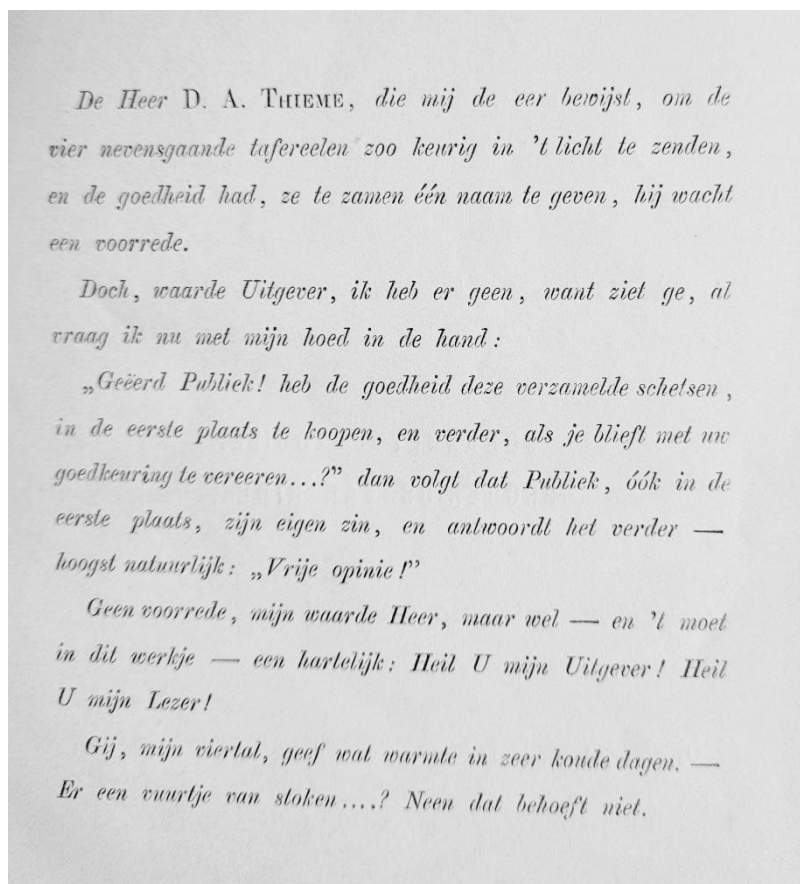 De Heer D. A. THIEME, die mij de eer bewijst, om de
vier nevensgaande tafereelen zoo keurig in 't licht te zenden,
en de goedheid had, ze te zamen één naam te geven, hij wacht
een voorrede.
Doch, waarde Uitgever, ik heb er geen, want ziet ge, al
vraag ik nu met mijn hoed in de hand:
„Geëerd Publiek! heb de goedheid deze verzamelde schetsen,
in de eerste plaats te koopen, en verder, als je blieft met uw
goedkeuring te vereeren...?” dan volgt dat Publiek, óók in de
eerste plaats, zijn eigen zin, en antwoordt het verder —
hoogst natuurlijk: „Vrije opinie!”
Geen voorrede, mijn waarde Heer, maar wel — en 't moet
in dit werkje — een hartelijk: Heil U mijn Uitgever! Heil
U mijn Lezer!
Gij, mijn viertal, geef wat warmte in zeer koude dagen. —
Er een vuurtje van stoken....? Neen dat behoeft niet.